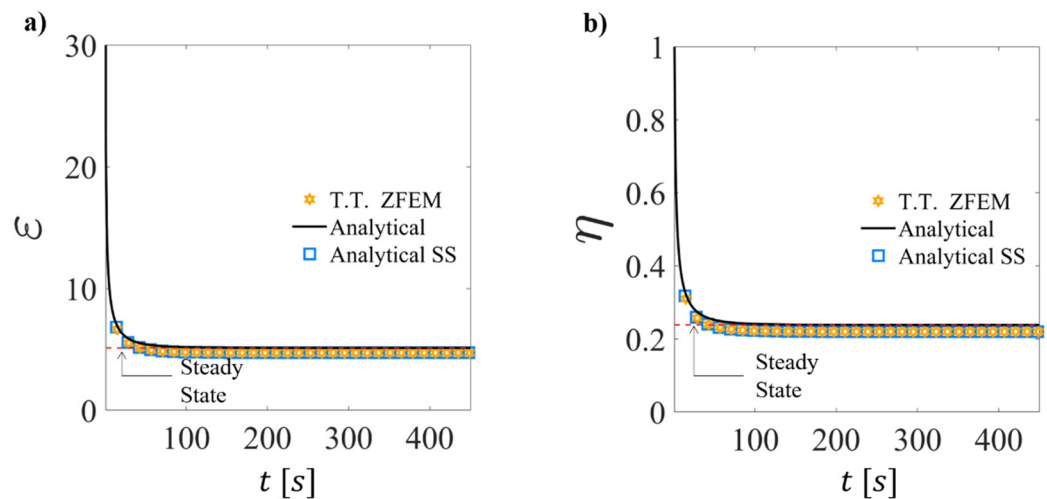 a)
30
20
10
0
ε
T.T. ZFEM
Analytical
Analytical SS
Steady
State
100 200 300 400
t [s]
b)
1
0.8
0.6
0.4
0.2
0
η
T.T. ZFEM
Analytical
Analytical SS
Steady
State
100 200 300 400
t [s]